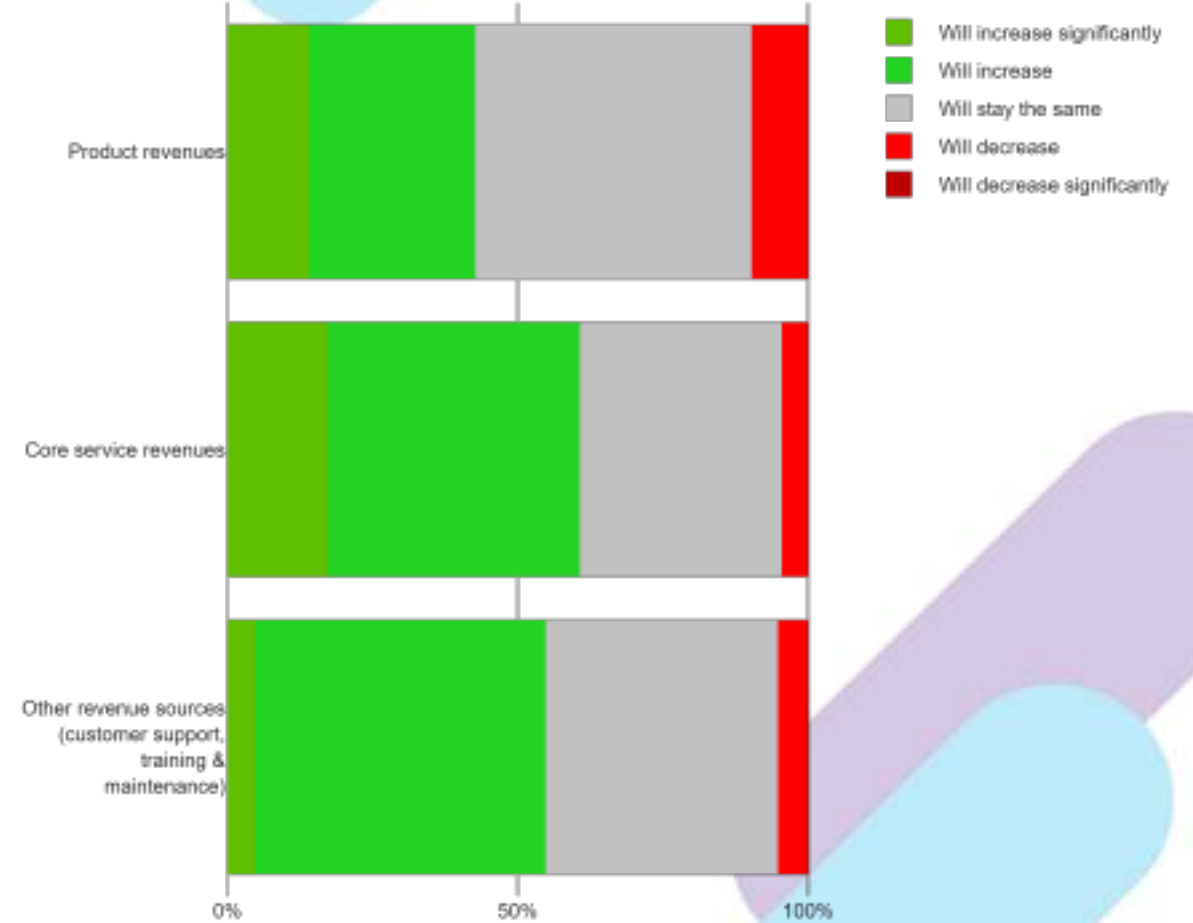 Will increase significantly
Will increase
Will stay the same
Will decrease
Will decrease significantly
Product revenues
Core service revenues
Other revenue sources
(customer support,
training &
maintenance)
0%
50%
100%